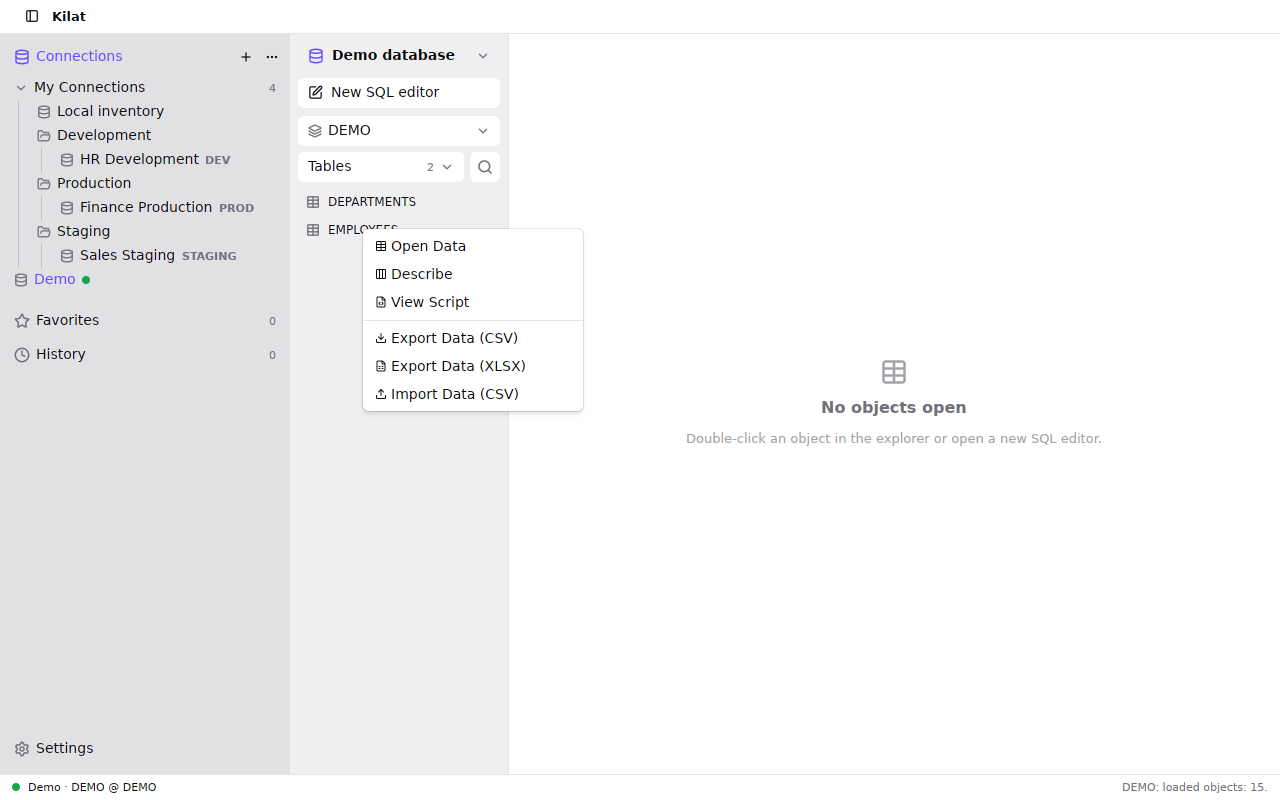 Kilat
Connections
My Connections 4
Local inventory
Development
HR Development DEV
Production
Finance Production PROD
Staging
Sales Staging STAGING
Demo
Favorites 0
History 0
Settings
Demo database
New SQL editor
DEMO
Tables 2
DEPARTMENTS
EMPLOYEES
Open Data
Describe
View Script
Export Data (CSV)
Export Data (XLSX)
Import Data (CSV)
No objects open
Double-click an object in the explorer or open a new SQL editor.
Demo · DEMO @ DEMO
DEMO: loaded objects: 15.